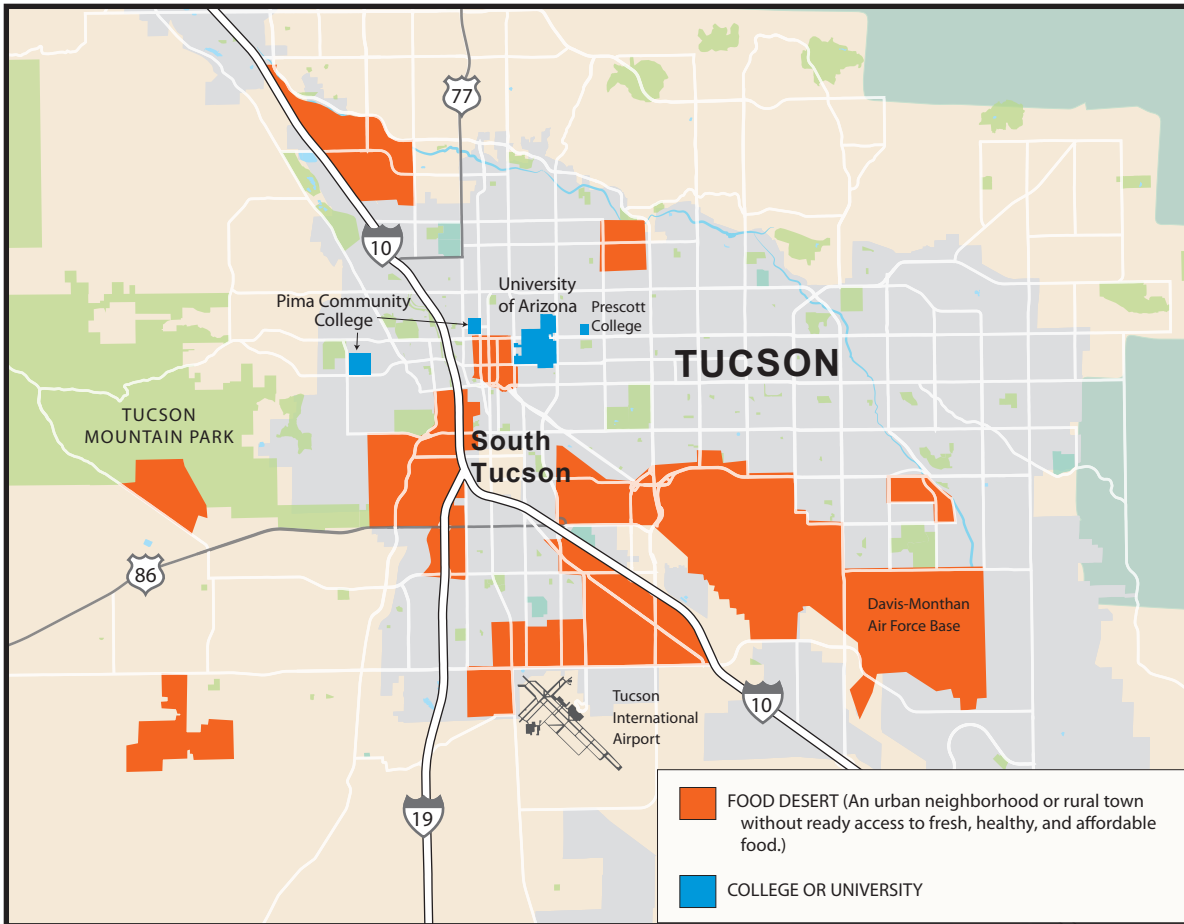 77
10
Pima Community
College
University
of Arizona
Prescott
College
TUCSON
TUCSON
MOUNTAIN PARK
South
Tucson
86
Davis-Monthan
Air Force Base
Tucson
International
Airport
10
19
FOOD DESERT (An urban neighborhood or rural town
without ready access to fresh, healthy, and affordable
food.)
COLLEGE OR UNIVERSITY